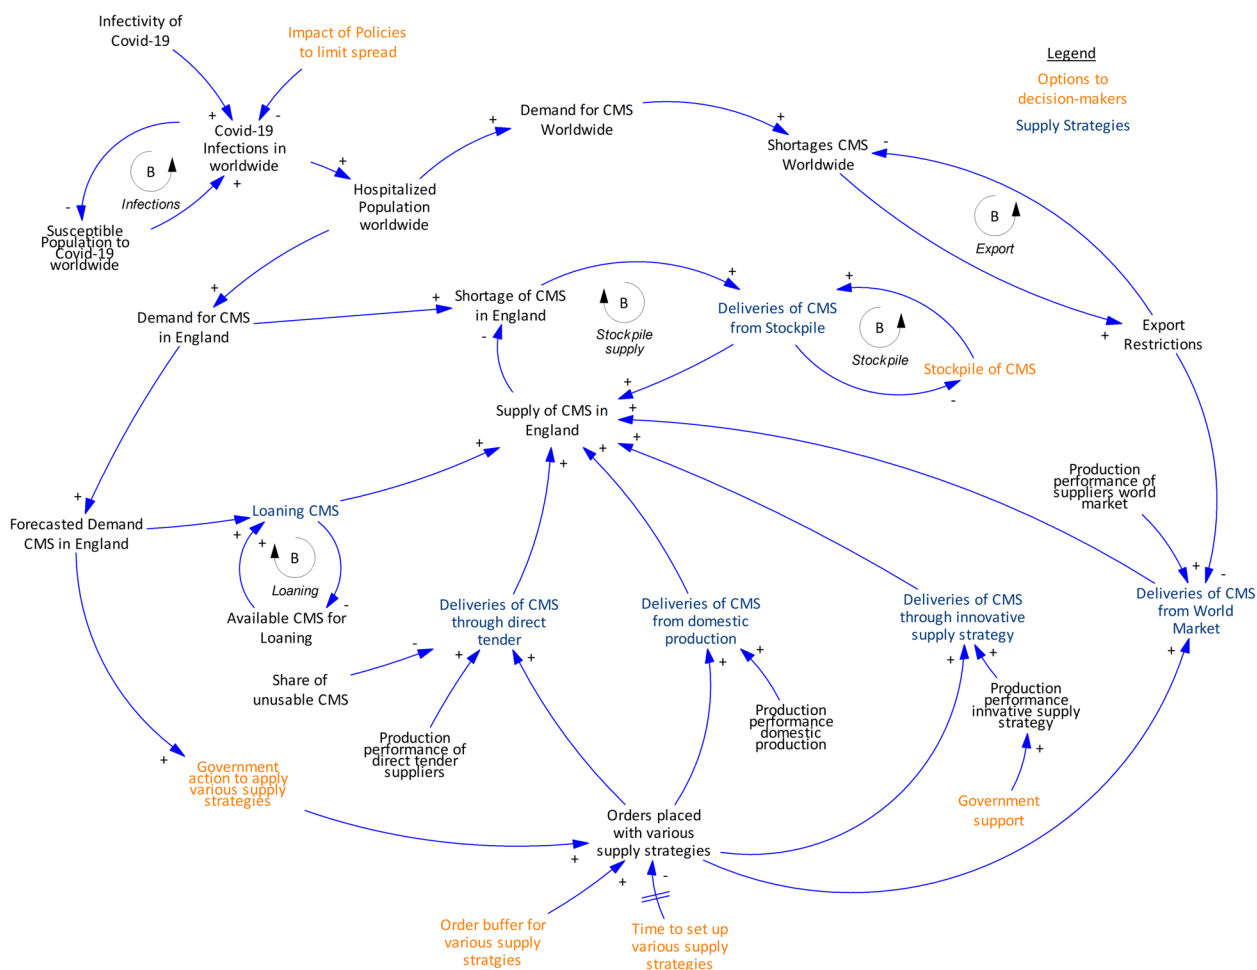 Infectivity of
Covid-19
Impact of Policies
to limit spread
Legend
Options to
decision-makers
Supply Strategies
+
-
Covid-19
Infections in
worldwide
+
B
Infections
-
Susceptible
Population to
Covid-19
worldwide
+
Hospitalized
Population
worldwide
+
Demand for CMS
Worldwide
+
Shortages CMS
Worldwide
-
B
Export
+
Export
Restrictions
+
Demand for CMS
in England
+
Shortage of CMS
in England
-
B
Stockpile
supply
+
Deliveries of CMS
from Stockpile
+
B
Stockpile
Stockpile of CMS
-
+
+
+
Supply of CMS in
England
+
+
+
Production
performance of
suppliers world
market
+
-
Deliveries of CMS
from World
Market
+
+
Forecasted Demand
CMS in England
Loaning CMS
+
+
B
Loaning
-
Available CMS for
Loaning
Deliveries of CMS
through direct
tender
-
+
+
Deliveries of CMS
from domestic
production
+
+
Deliveries of CMS
through innovative
supply strategy
+
+
Share of
unusable CMS
Production
performance of
direct tender
suppliers
Production
performance
domestic
production
Production
performance
innvative supply
strategy
+
Government
support
+
Government
action to apply
various supply
strategies
Orders placed
with various
supply strategies
+
+
-
Order buffer for
various supply
stratgies
Time to set up
various supply
strategies